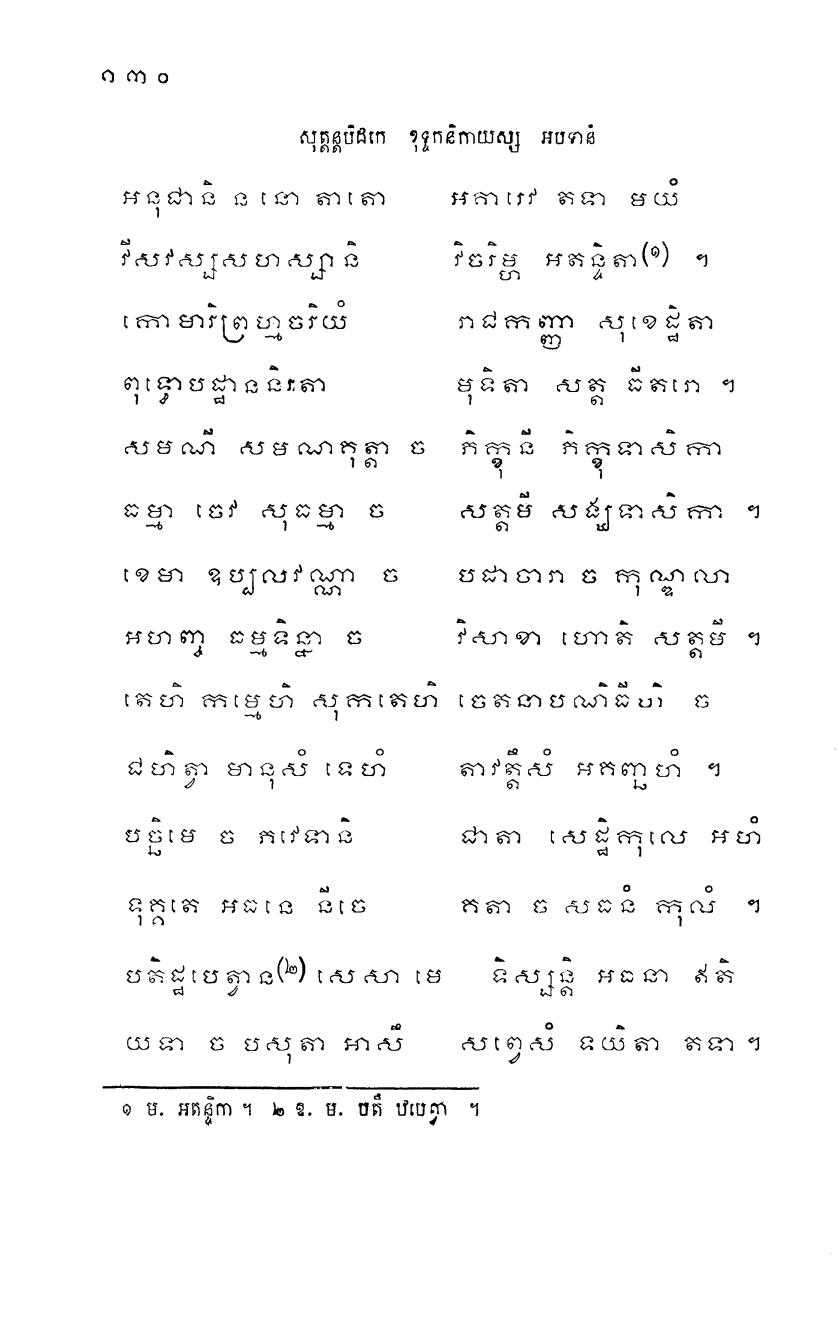 ១៣០
សុត្តន្តបិដកេ ខុទ្ទកនិកាយស្ស អបទានំ
អនុជានិ ន នោ តាតោ អគារេវ តទា មយំ
វីសវស្សសហស្សានិ វិចរិម្ហ អតន្ទិតា(១) ។
កោមារិព្រហ្មចរិយំ រាជកញ្ញា សុខេដ្ឋិតា
ពុទ្ធោបដ្ឋាននិរតា មុទិតា សត្ត ធីតរោ ។
សមណី សមណគុត្តា ច ភិក្ខុនី ភិក្ខុទាសិកា
ធម្មា ចេវ សុធម្មា ច សត្តមី សង្ឃទាសិកា ។
ខេមា ឧប្បលវណ្ណា ច បដាចារា ច កុណ្ឌលា
អហញ្ច ធម្មទិន្នា ច វិសាខា ហោតិ សត្តមី ។
តេហិ កម្មេហិ សុកតេហិ ចេតនាបណិធីហិ ច
ជហិត្វា មានុសំ ទេហំ តាវត្តឹសំ អគញ្ឆហំ ។
បច្ឆិមេ ច ភវេទានិ ជាតា សេដ្ឋិកុលេ អហំ
ទុគ្គតេ អធនេ នីចេ គតា ច សធនំ កុលំ ។
បតិដ្ឋបេត្វាន(២) សេសា មេ ទិស្សន្តិ អធនា ឥតិ
យទា ច បសុតា អាសឹ សព្វេសំ ទយិតា តទា ។
១ ម. អតន្ទិកា ។ ២ ឧ. ម. បតឹ ឋបេត្វា ។